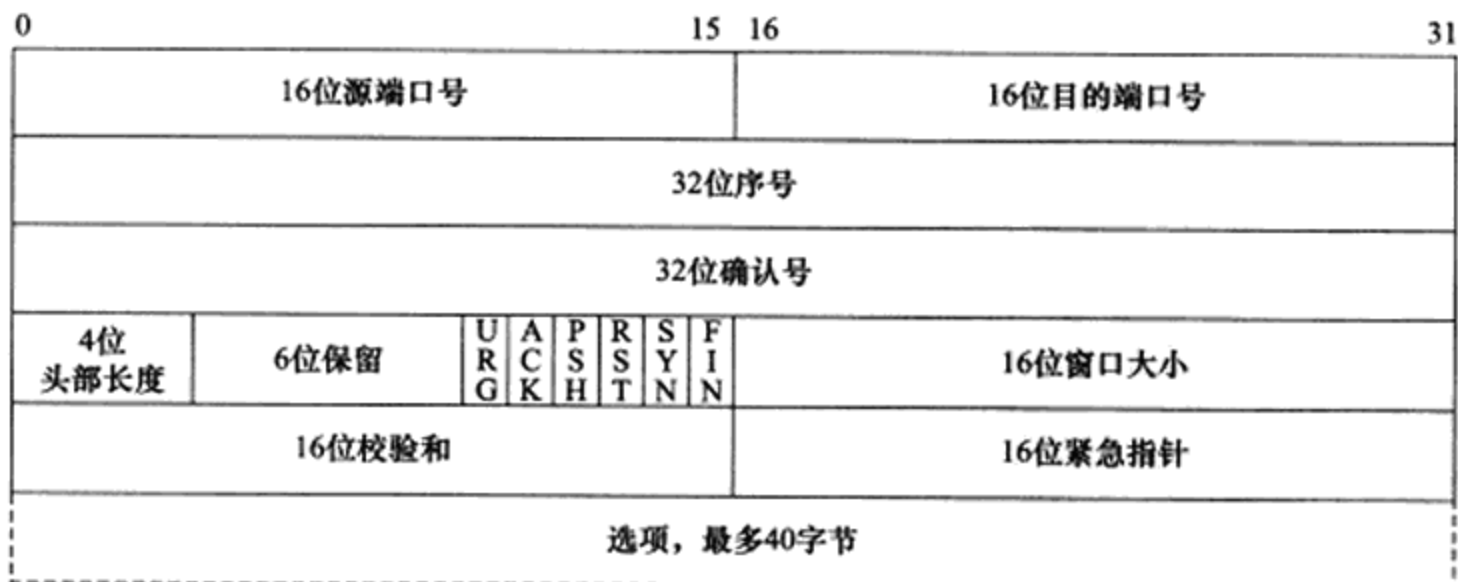 0 15 16 31
16位源端口号 16位目的端口号
32位序号
32位确认号
4位
头部长度 6位保留 URG ACK PSH RST SYN FIN 16位窗口大小
16位校验和 16位紧急指针
选项，最多40字节